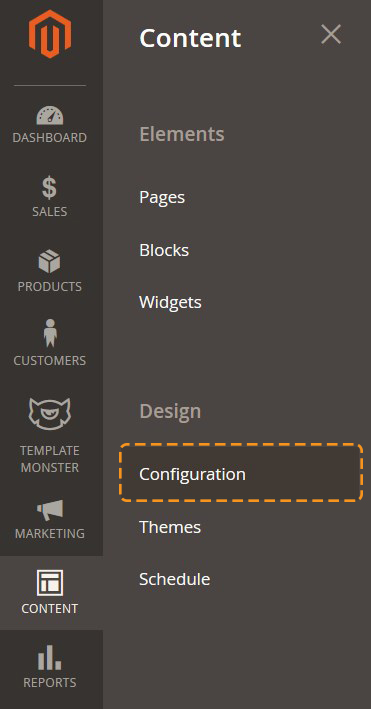 DASHBOARD
SALES
PRODUCTS
CUSTOMERS
TEMPLATE
MONSTER
MARKETING
CONTENT
REPORTS
Content
Elements
Pages
Blocks
Widgets
Design
Configuration
Themes
Schedule